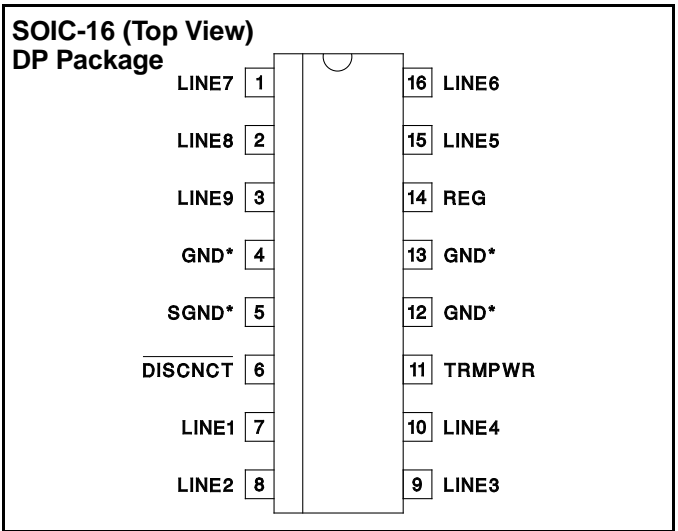 SOIC-16 (Top View)
DP Package
LINE7 1 16 LINE6
LINE8 2 15 LINE5
LINE9 3 14 REG
GND* 4 13 GND*
SGND* 5 12 GND*
DISCNCT 6 11 TRMPWR
LINE1 7 10 LINE4
LINE2 8 9 LINE3